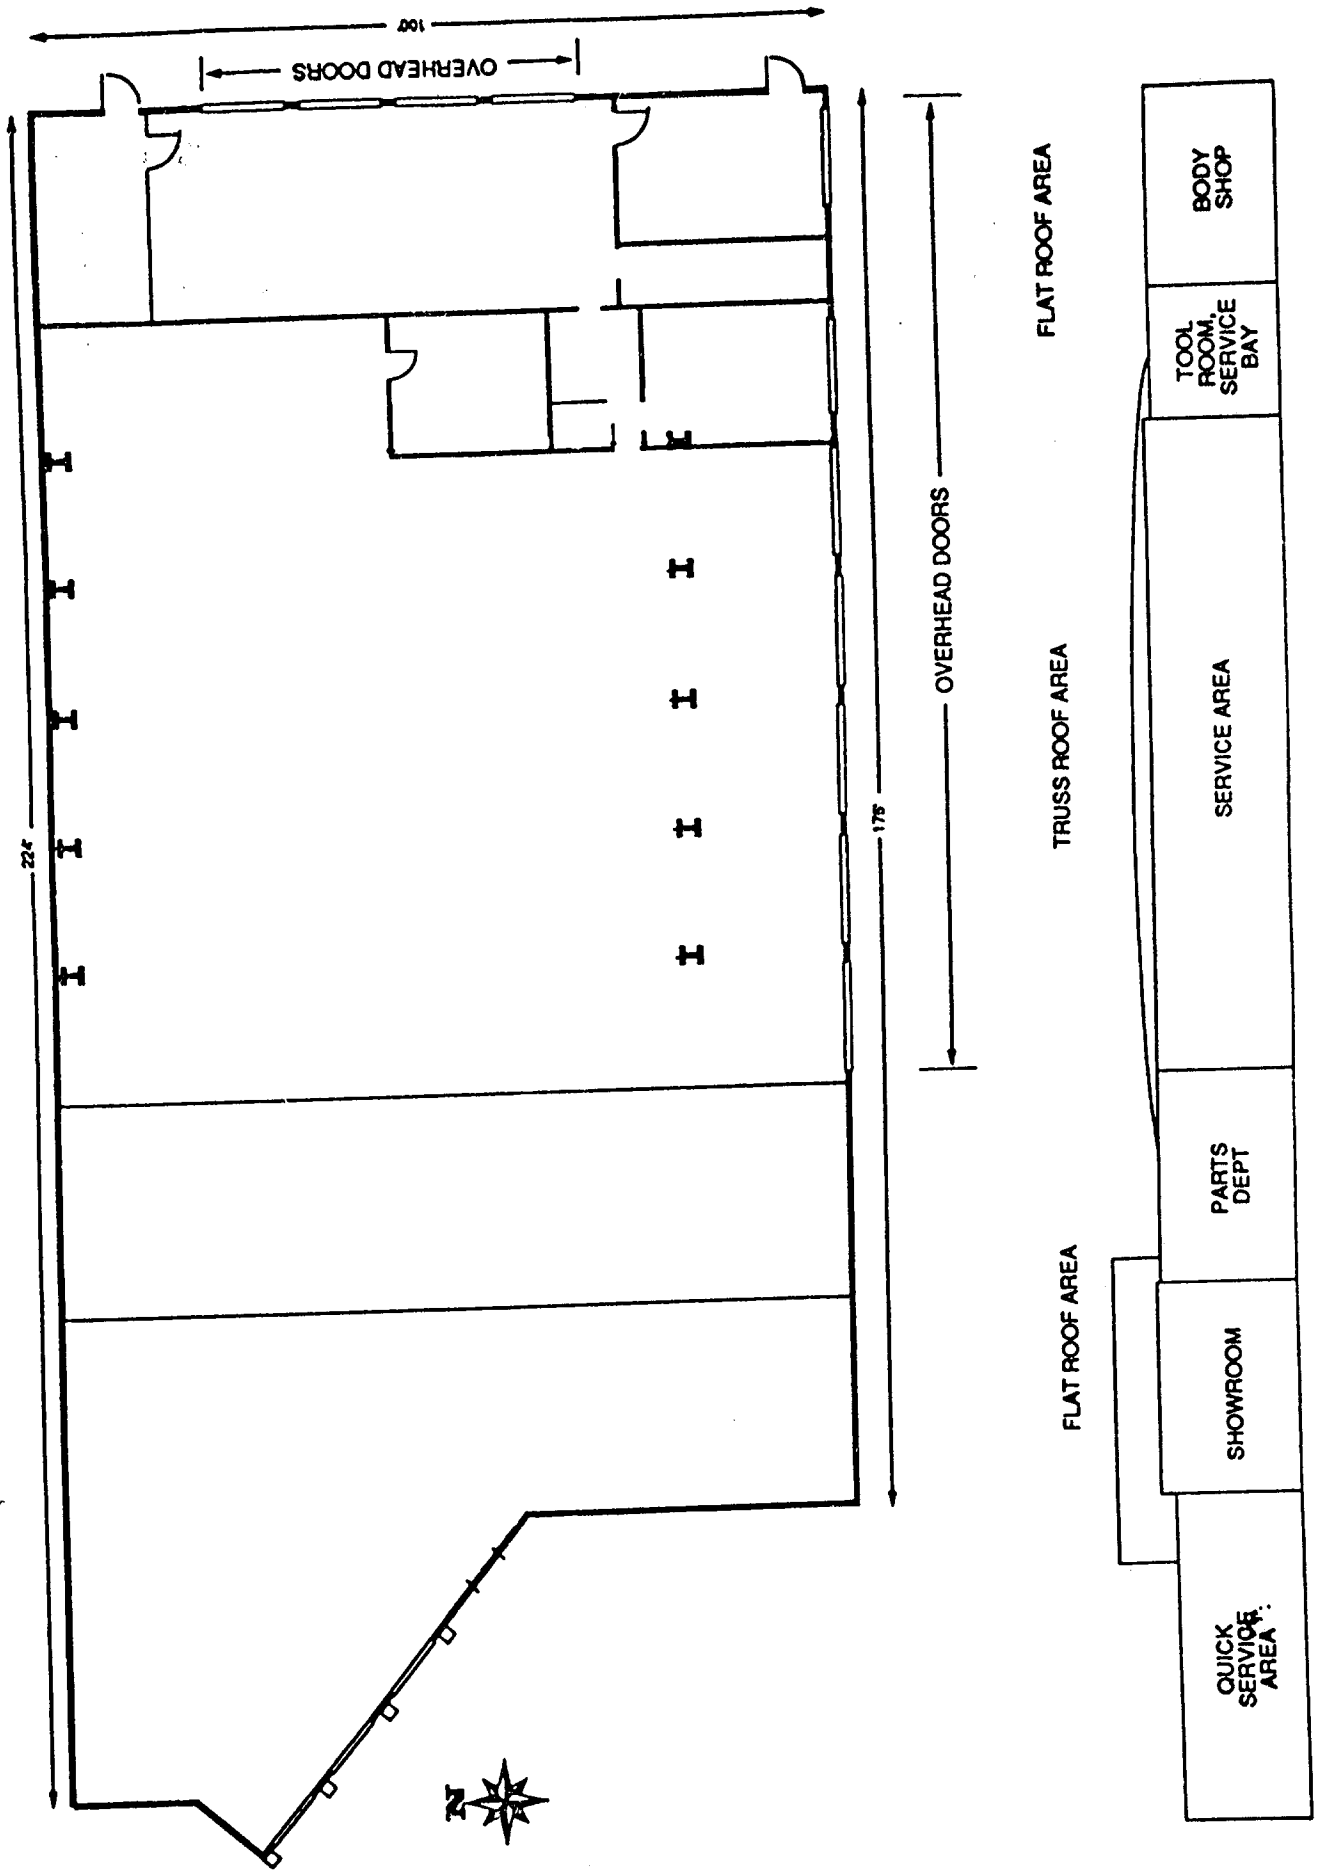 100'
OVERHEAD DOORS
224'
175'
OVERHEAD DOORS
N
FLAT ROOF AREA
TRUSS ROOF AREA
FLAT ROOF AREA
BODY
SHOP
TOOL
ROOM,
SERVICE
BAY
SERVICE AREA
PARTS
DEPT
SHOWROOM
QUICK
SERVICE
AREA